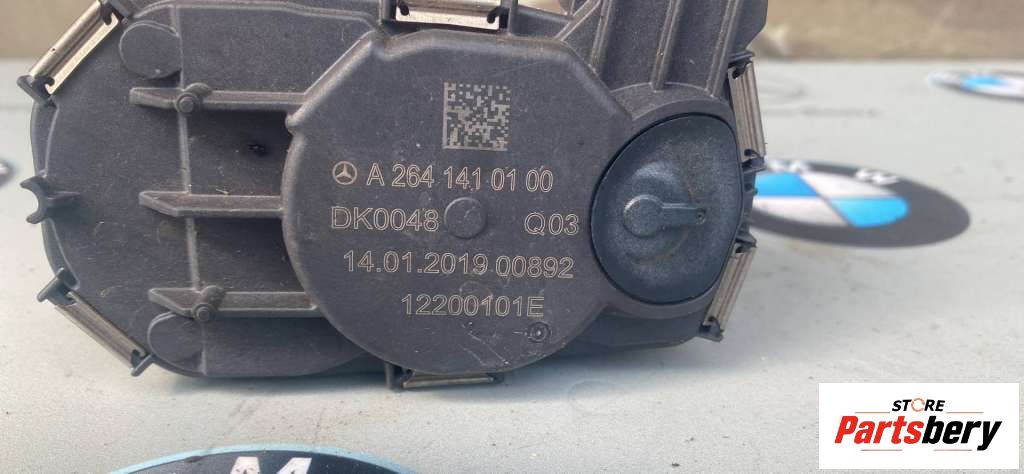 A 264 141 01 00
DK0048 Q03
14.01.2019 00892
12200101E
M W
M
STORE
Partsbery